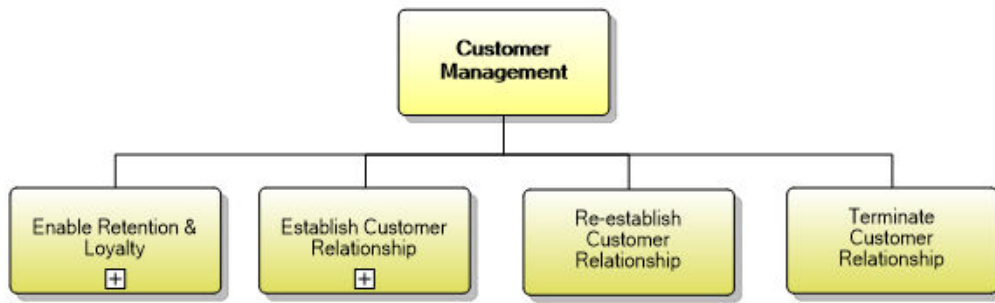 Customer
Management
Enable Retention &
Loyalty
Establish Customer
Relationship
Re-establish
Customer
Relationship
Terminate
Customer
Relationship